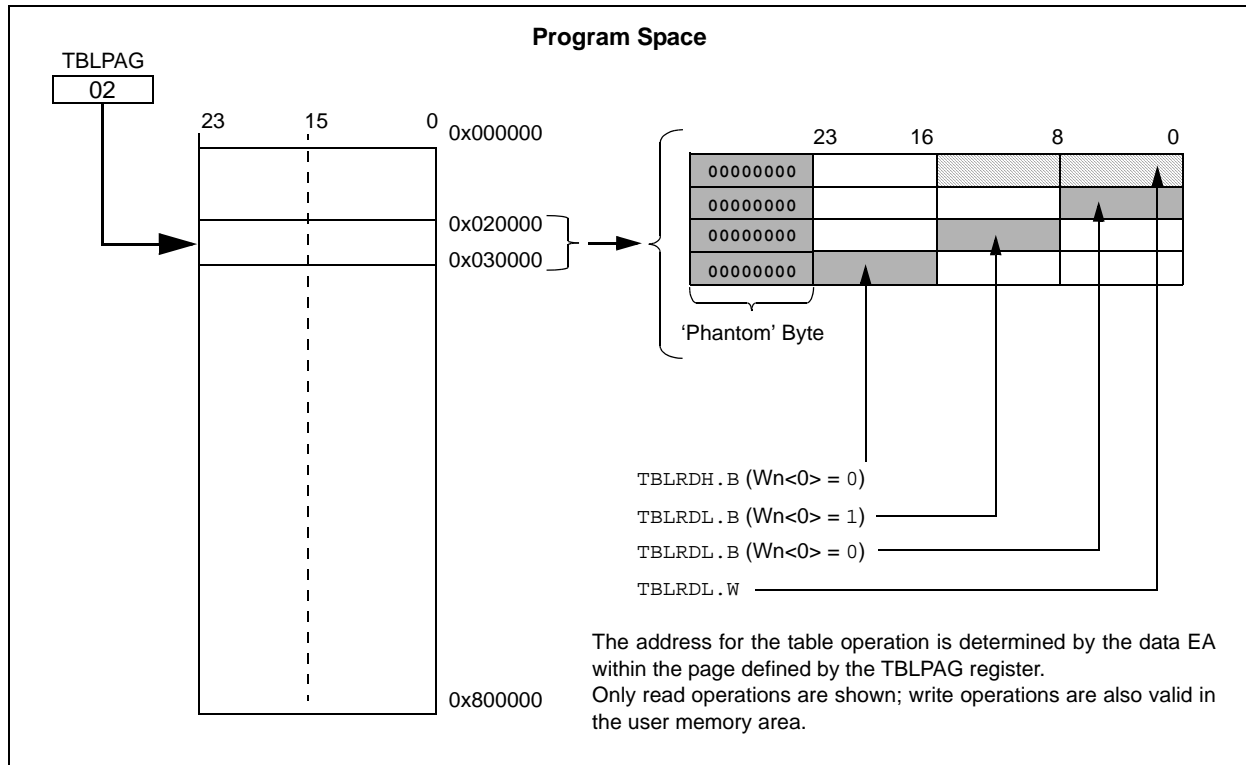 Program Space
TBLPAG
02
23 15 0
0x000000
0x020000
0x030000
0x800000
23 16 8 0
00000000
00000000
00000000
00000000
‘Phantom’ Byte
TBLRDH.B (Wn<0> = 0)
TBLRDL.B (Wn<0> = 1)
TBLRDL.B (Wn<0> = 0)
TBLRDL.W
The address for the table operation is determined by the data EA
within the page defined by the TBLPAG register.
Only read operations are shown; write operations are also valid in
the user memory area.